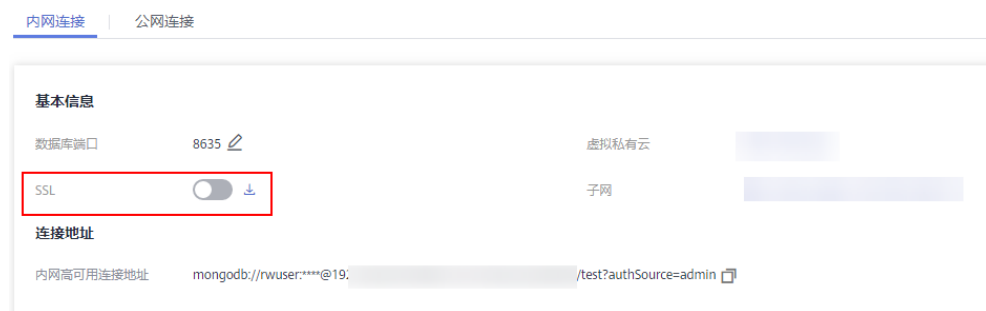 内网连接 公网连接
基本信息
数据库端口 8635 虚拟私有云
SSL 子网
连接地址
内网高可用连接地址 mongodb://rwuser:****@192 /test?authSource=admin